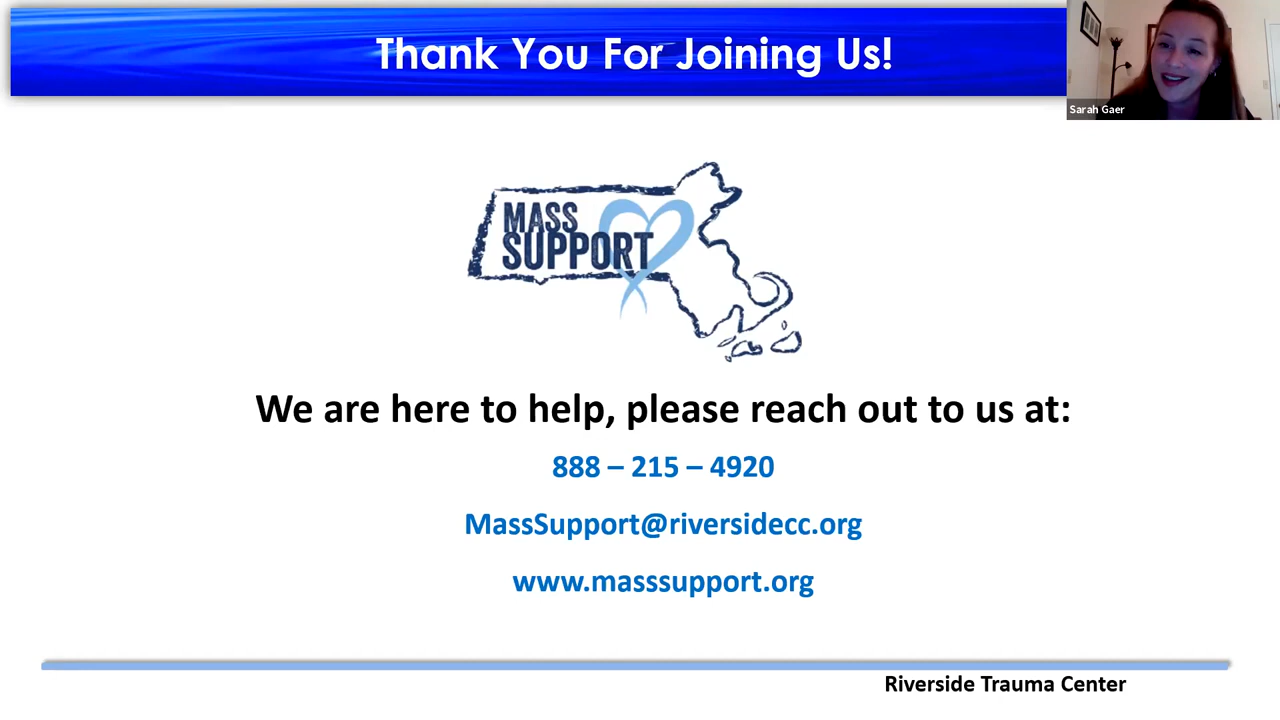 Thank You For Joining Us!
Sarah Gaer
MASS
SUPPORT
We are here to help, please reach out to us at:
888 – 215 – 4920
MassSupport@riversidecc.org
www.masssupport.org
Riverside Trauma Center